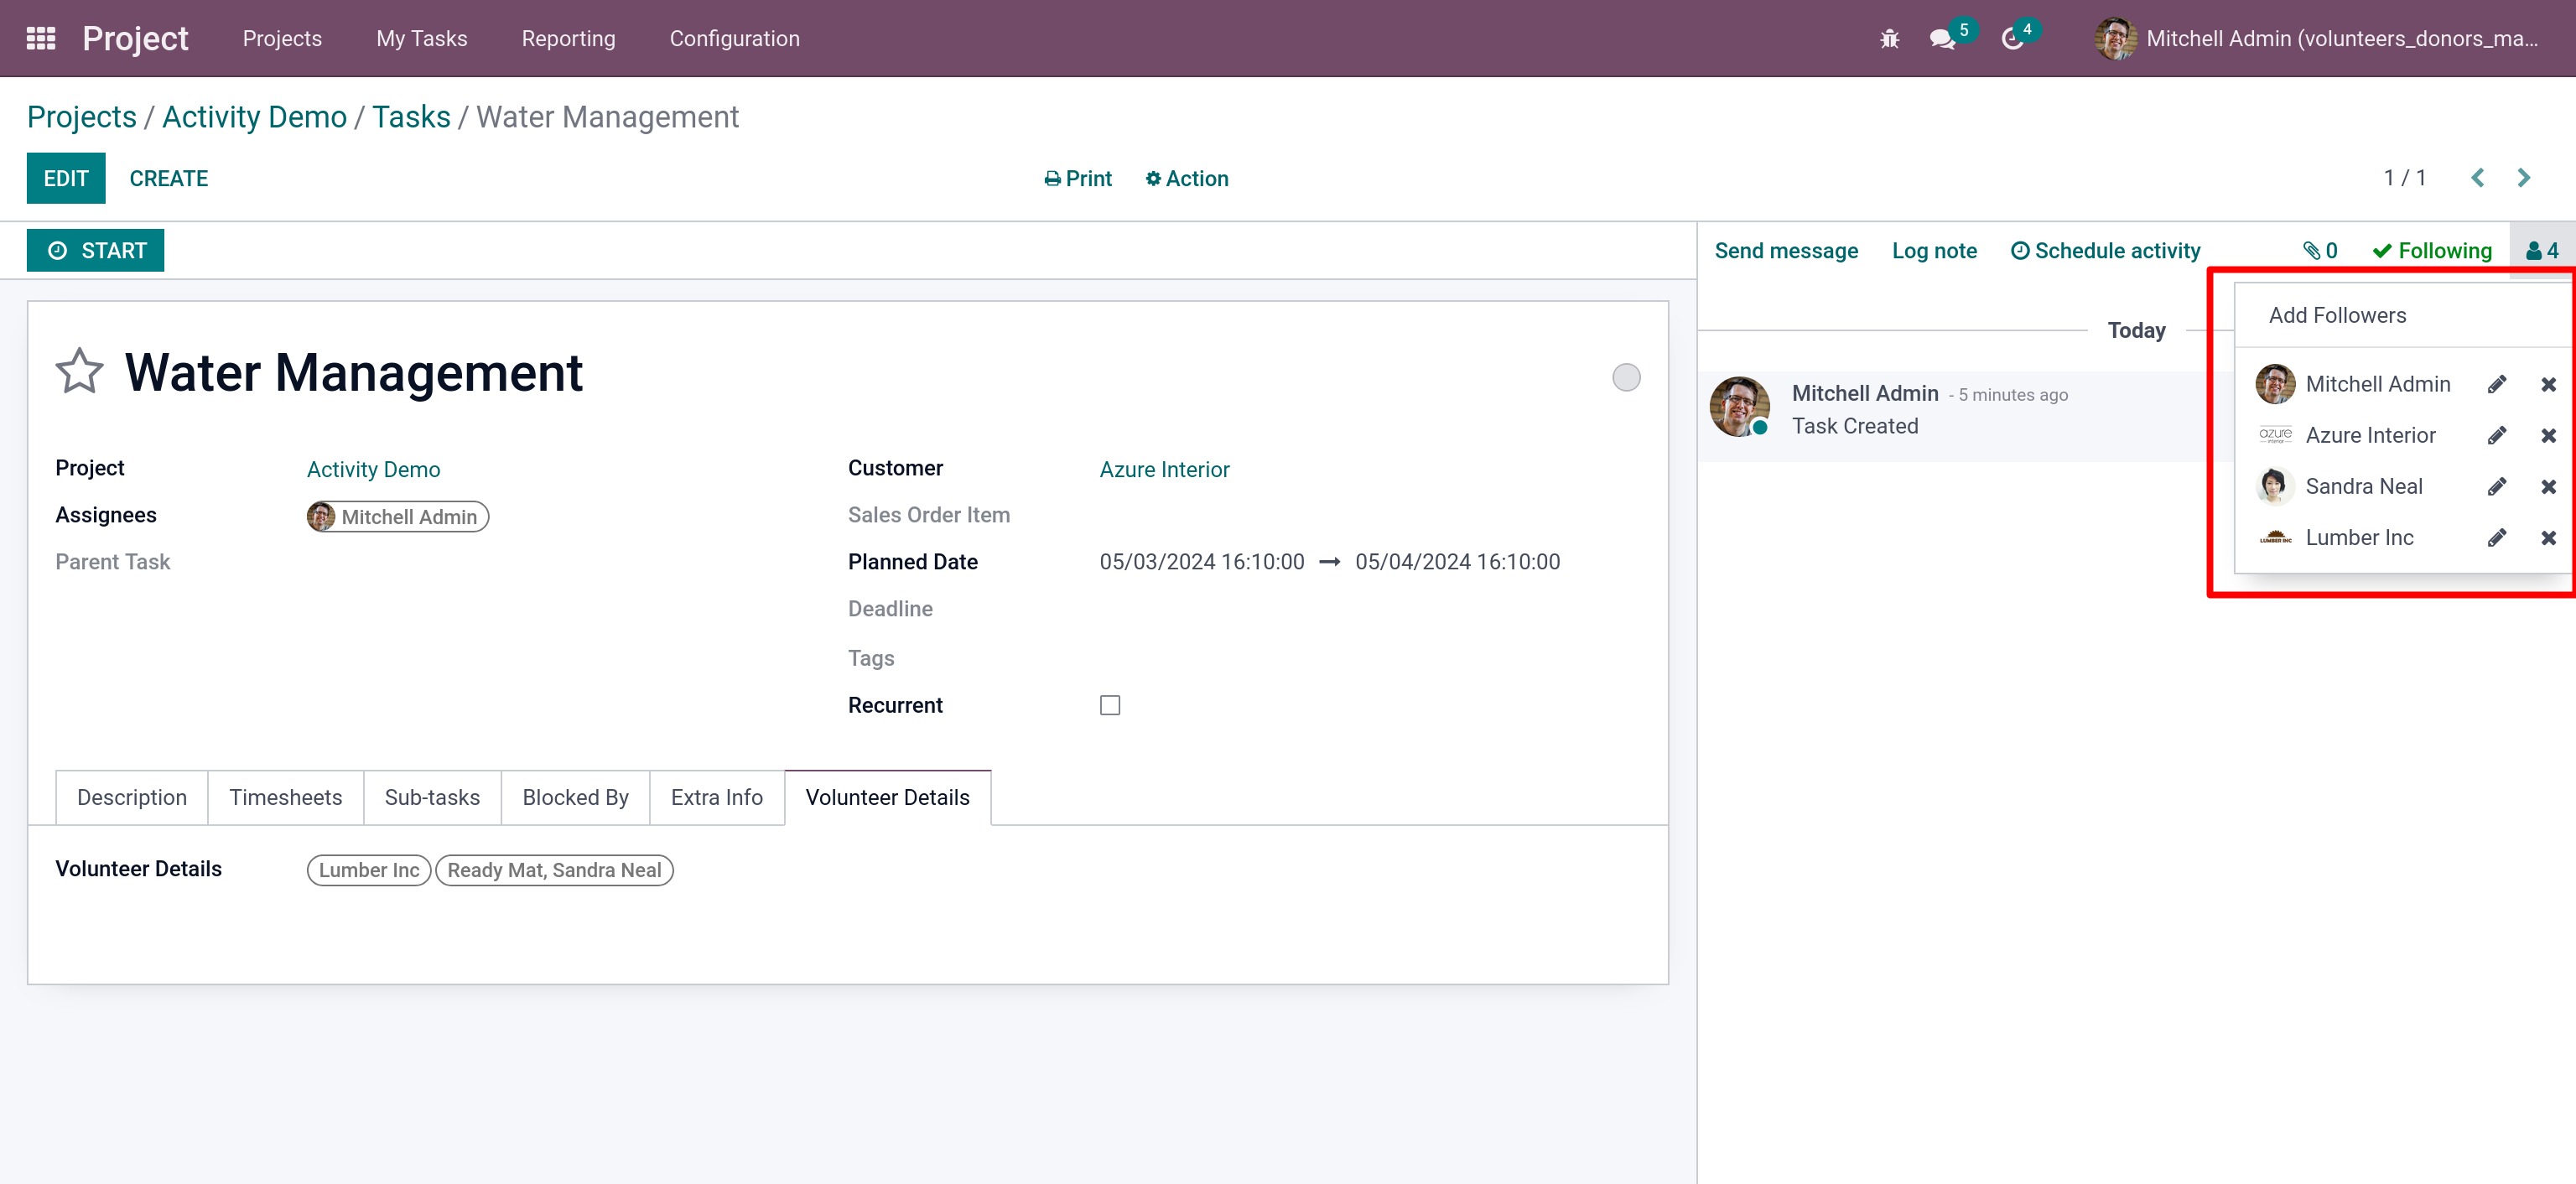 Project Projects My Tasks Reporting Configuration 5 4 Mitchell Admin (volunteers_donors_ma...
Projects / Activity Demo / Tasks / Water Management
EDIT CREATE Print Action 1 / 1
START
Send message Log note Schedule activity 0 Following 4
Water Management
Project Activity Demo
Assignees Mitchell Admin
Parent Task
Customer Azure Interior
Sales Order Item
Planned Date 05/03/2024 16:10:00 05/04/2024 16:10:00
Deadline
Tags
Recurrent
Description Timesheets Sub-tasks Blocked By Extra Info Volunteer Details
Volunteer Details Lumber Inc Ready Mat, Sandra Neal
Today
Mitchell Admin - 5 minutes ago
Task Created
Add Followers
Mitchell Admin
azure Azure Interior
Sandra Neal
LUMBER INC Lumber Inc